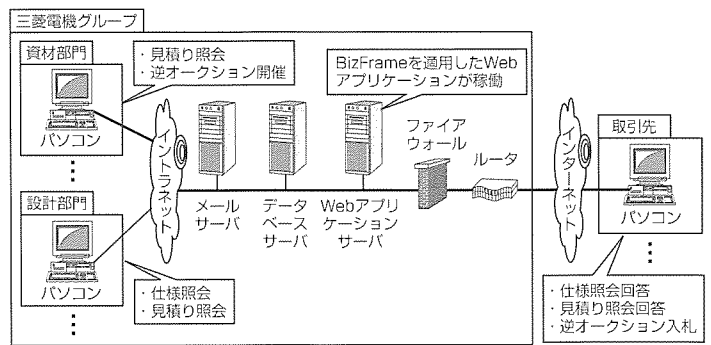 三菱電機グループ
資材部門
パソコン
・見積り照会
・逆オークション開催
設計部門
パソコン
・仕様照会
・見積り照会
イントラネット
メール
サーバ
データ
ベース
サーバ
Webアプリ
ケーション
サーバ
BizFrameを適用したWeb
アプリケーションが稼働
ファイア
ウォール
ルータ
インターネット
取引先
パソコン
・仕様照会回答
・見積り照会回答
・逆オークション入札